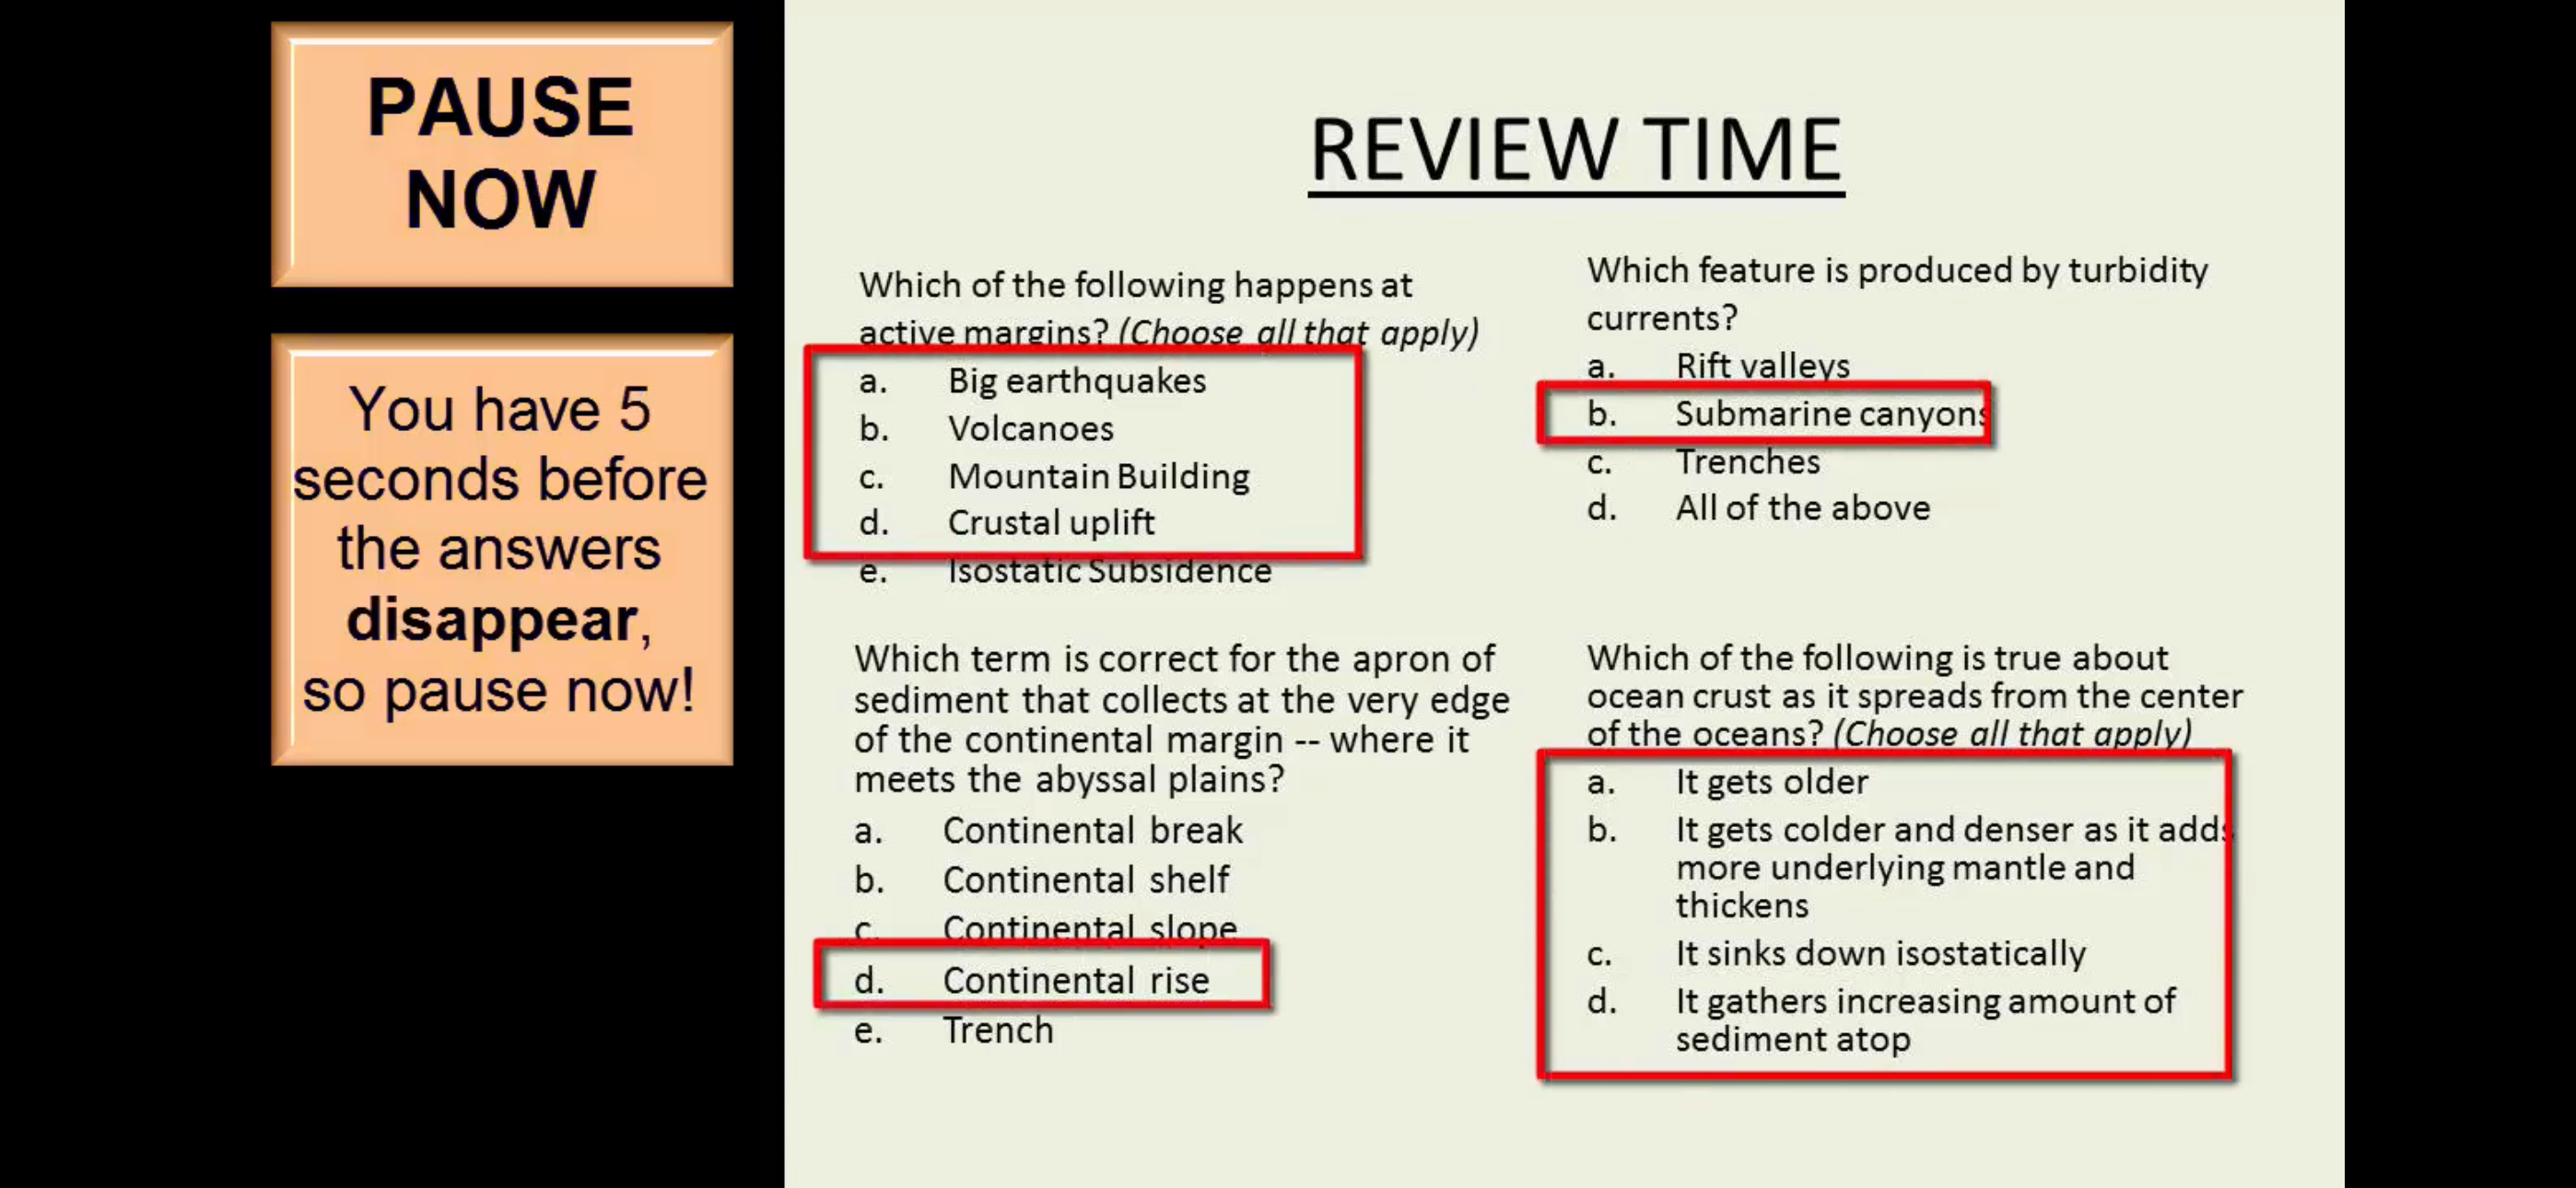 PAUSE
NOW
You have 5
seconds before
the answers
disappear,
so pause now!
REVIEW TIME
Which of the following happens at
active margins? (Choose all that apply)
a. Big earthquakes
b. Volcanoes
c. Mountain Building
d. Crustal uplift
e. Isostatic Subsidence
Which feature is produced by turbidity
currents?
a. Rift valleys
b. Submarine canyons
c. Trenches
d. All of the above
Which term is correct for the apron of
sediment that collects at the very edge
of the continental margin -- where it
meets the abyssal plains?
a. Continental break
b. Continental shelf
c. Continental slope
d. Continental rise
e. Trench
Which of the following is true about
ocean crust as it spreads from the center
of the oceans? (Choose all that apply)
a. It gets older
b. It gets colder and denser as it adds
more underlying mantle and
thickens
c. It sinks down isostatically
d. It gathers increasing amount of
sediment atop